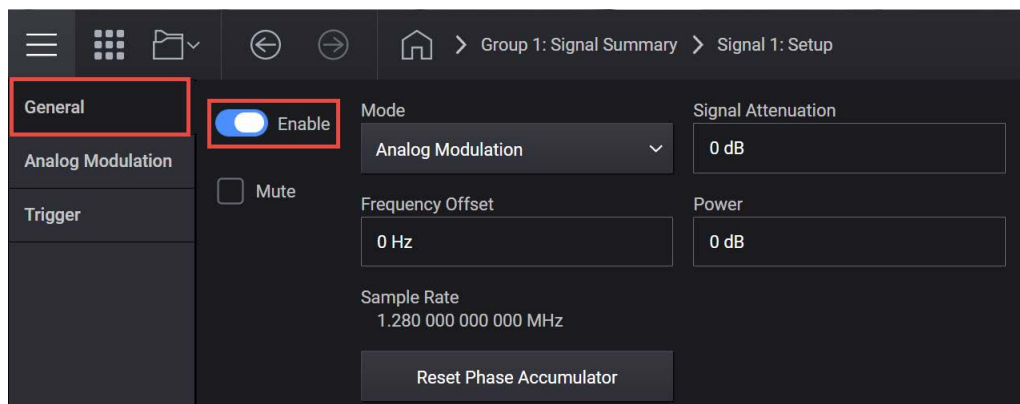 Group 1: Signal Summary
Signal 1: Setup
General
Analog Modulation
Trigger
Enable
Mute
Mode
Analog Modulation
Frequency Offset
0 Hz
Sample Rate
1.280 000 000 000 MHz
Reset Phase Accumulator
Signal Attenuation
0 dB
Power
0 dB